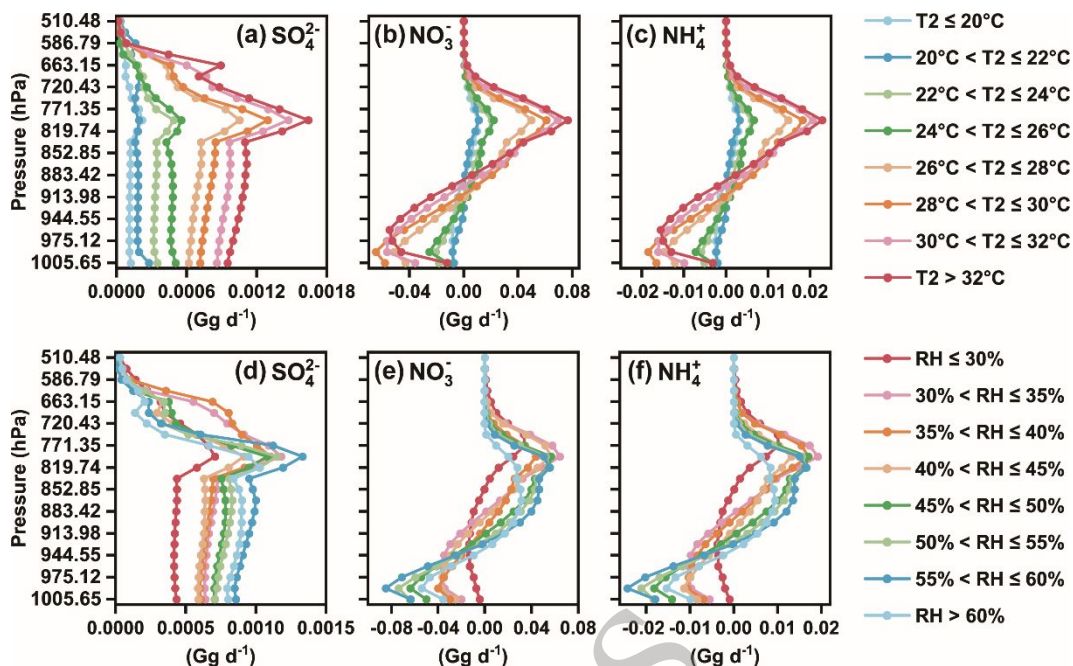 (a) SO₄²⁻
(b) NO₃⁻
(c) NH₄⁺
Pressure (hPa)
510.48
586.79
663.15
720.43
771.35
819.74
852.85
883.42
913.98
944.55
975.12
1005.65
0.0000 0.0006 0.0012 0.0018
-0.04 0.00 0.04 0.08
-0.02 -0.01 0.00 0.01 0.02
(Gg d⁻¹)
(Gg d⁻¹)
(Gg d⁻¹)
T2 ≤ 20°C
20°C < T2 ≤ 22°C
22°C < T2 ≤ 24°C
24°C < T2 ≤ 26°C
26°C < T2 ≤ 28°C
28°C < T2 ≤ 30°C
30°C < T2 ≤ 32°C
T2 > 32°C
(d) SO₄²⁻
(e) NO₃⁻
(f) NH₄⁺
Pressure (hPa)
510.48
586.79
663.15
720.43
771.35
819.74
852.85
883.42
913.98
944.55
975.12
1005.65
0.0000 0.0005 0.0010 0.0015
-0.08 -0.04 0.00 0.04 0.08
-0.02 -0.01 0.00 0.01 0.02
(Gg d⁻¹)
(Gg d⁻¹)
(Gg d⁻¹)
RH ≤ 30%
30% < RH ≤ 35%
35% < RH ≤ 40%
40% < RH ≤ 45%
45% < RH ≤ 50%
50% < RH ≤ 55%
55% < RH ≤ 60%
RH > 60%